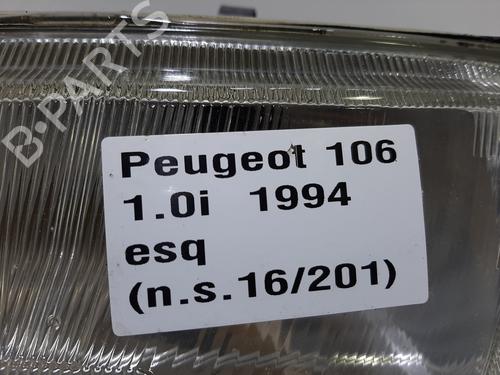 B-PARTS
Peugeot 106
1.0i 1994
esq
(n.s.16/201)